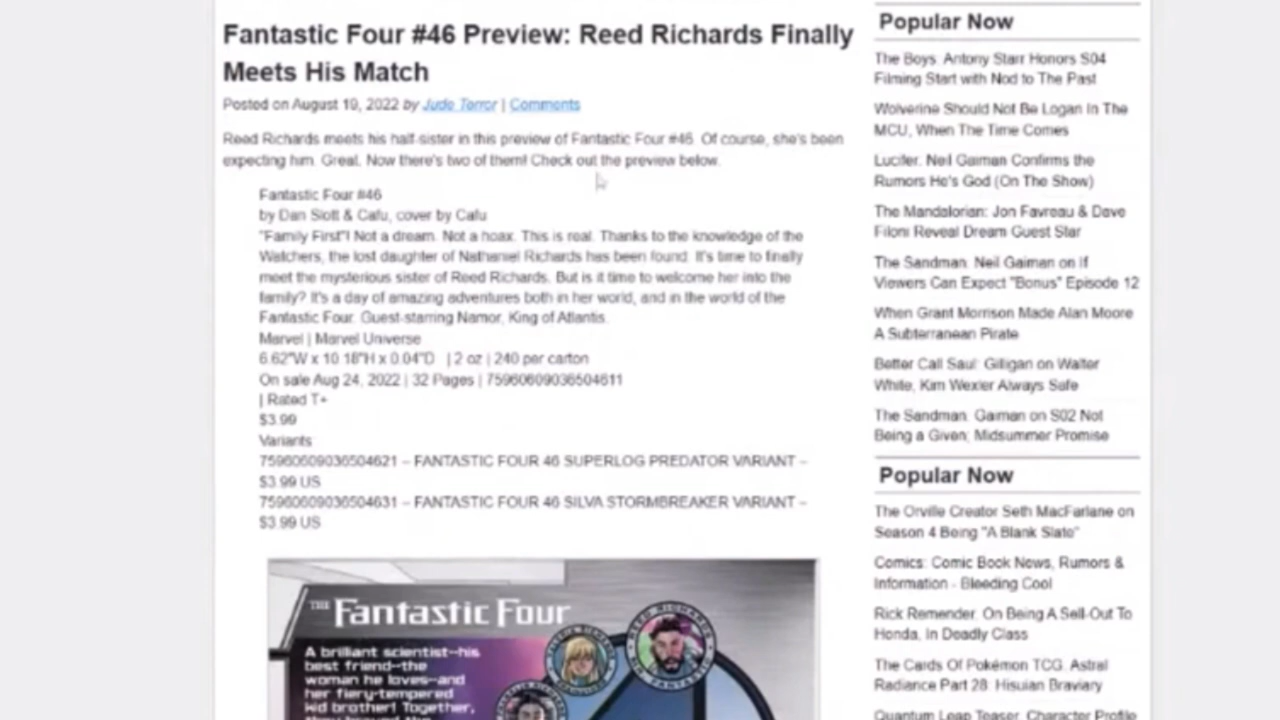 Fantastic Four #46 Preview: Reed Richards Finally
Meets His Match
Posted on August 19, 2022 by Jude Terror | Comments
Reed Richards meets his half-sister in this preview of Fantastic Four #46. Of course, she's been
expecting him. Great. Now there's two of them! Check out the preview below.
Fantastic Four #46
by Dan Slott & Cafu, cover by Cafu
"Family First"! Not a dream. Not a hoax. This is real. Thanks to the knowledge of the
Watchers, the lost daughter of Nathaniel Richards has been found. It's time to finally
meet the mysterious sister of Reed Richards. But is it time to welcome her into the
family? It's a day of amazing adventures both in her world, and in the world of the
Fantastic Four. Guest-starring Namor, King of Atlantis.
Marvel | Marvel Universe
6.62"W x 10.18"H x 0.04"D | 2 oz | 240 per carton
On sale Aug 24, 2022 | 32 Pages | 75960609036504611
| Rated T+
$3.99
Variants:
75960609036504621 – FANTASTIC FOUR 46 SUPERLOG PREDATOR VARIANT –
$3.99 US
75960609036504631 – FANTASTIC FOUR 46 SILVA STORMBREAKER VARIANT –
$3.99 US
THE Fantastic Four
A brilliant scientist--his
best friend--the
woman he loves--and
her fiery-tempered
kid brother! Together,
they braved the
REED RICHARDS
Popular Now
The Boys: Antony Starr Honors S04
Filming Start with Nod to The Past
Wolverine Should Not Be Logan In The
MCU, When The Time Comes
Lucifer: Neil Gaiman Confirms the
Rumors He's God (On The Show)
The Mandalorian: Jon Favreau & Dave
Filoni Reveal Dream Guest Star
The Sandman: Neil Gaiman on If
Viewers Can Expect "Bonus" Episode 12
When Grant Morrison Made Alan Moore
A Subterranean Pirate
Better Call Saul: Gilligan on Walter
White, Kim Wexler Always Safe
The Sandman: Gaiman on S02 Not
Being a Given; Midsummer Promise
Popular Now
The Orville Creator Seth MacFarlane on
Season 4 Being "A Blank Slate"
Comics: Comic Book News, Rumors &
Information - Bleeding Cool
Rick Remender: On Being A Sell-Out To
Honda, In Deadly Class
The Cards Of Pokémon TCG: Astral
Radiance Part 28: Hisuian Braviary
Quantum Leap Teaser, Character Profile